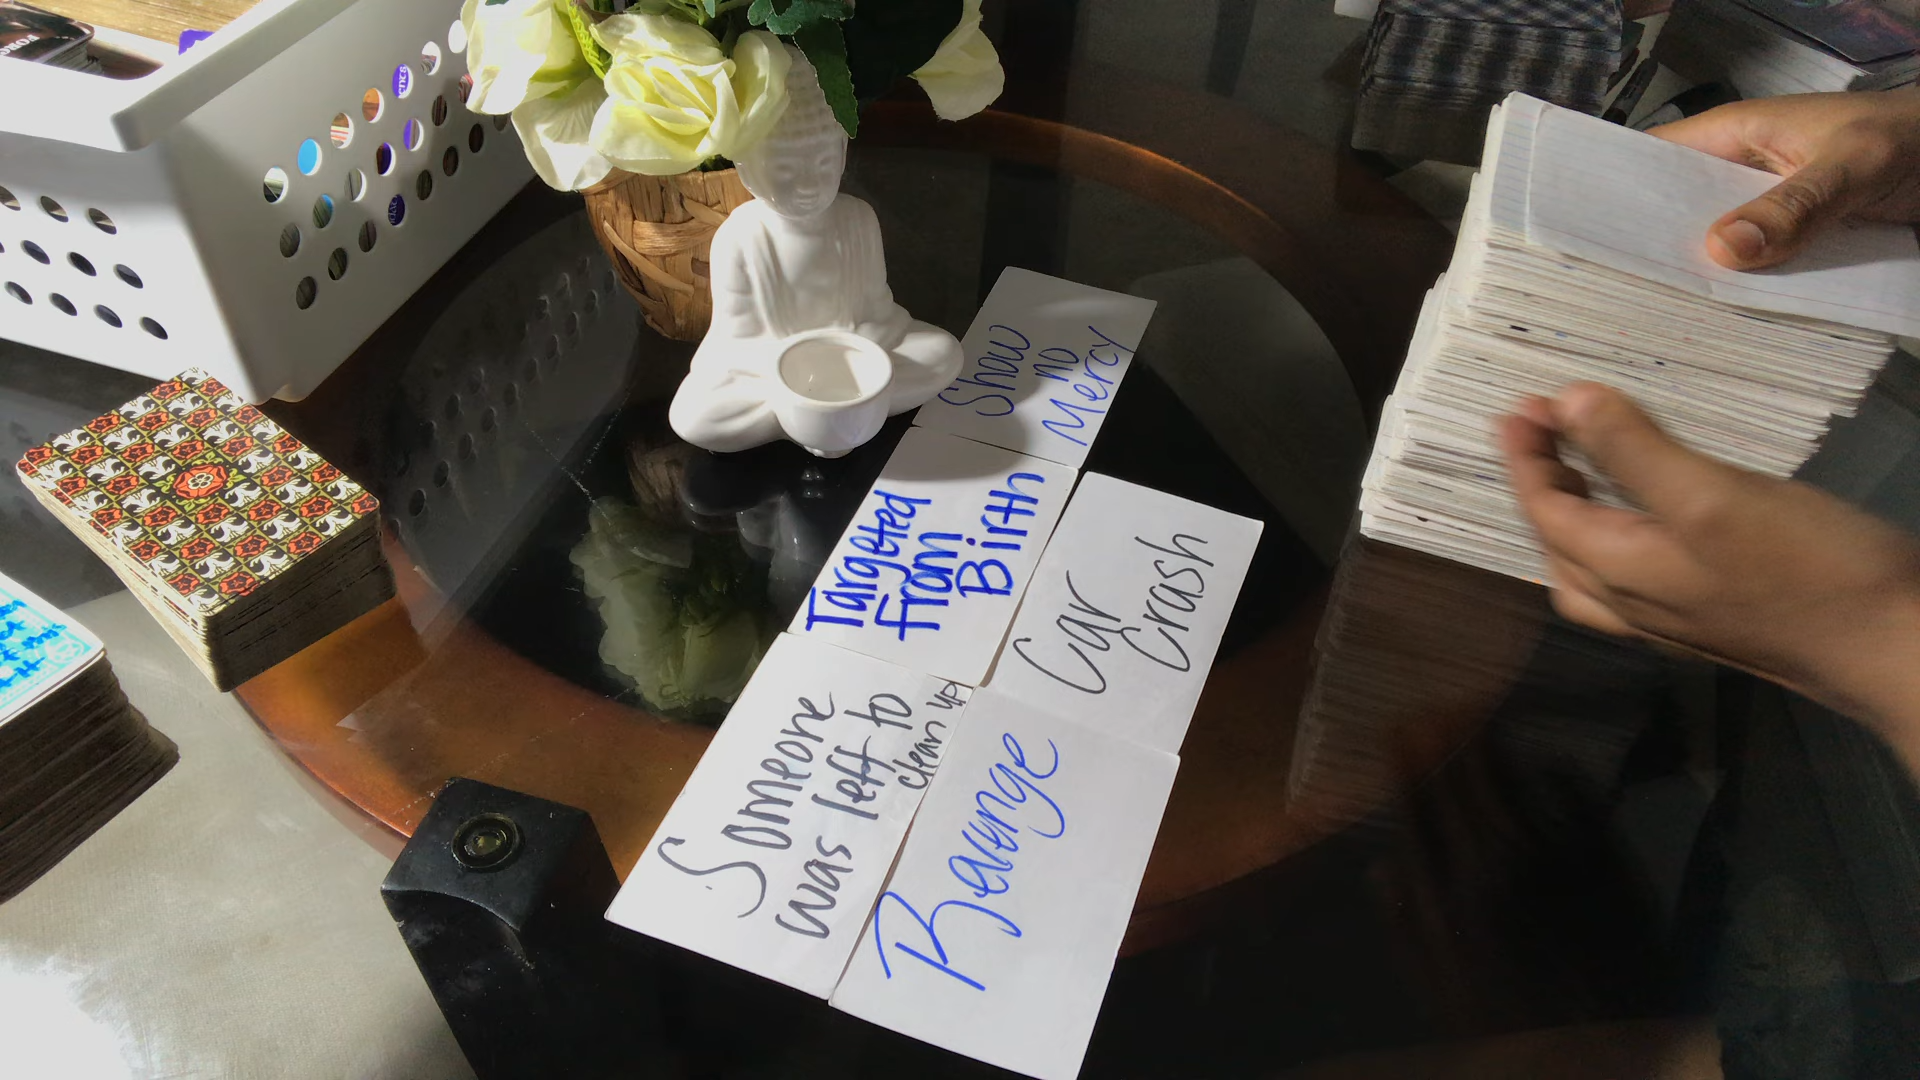 Show
no
Mercy
Targeted
From
Birth
Car
Crash
Someone
was left to
clean up
Revenge